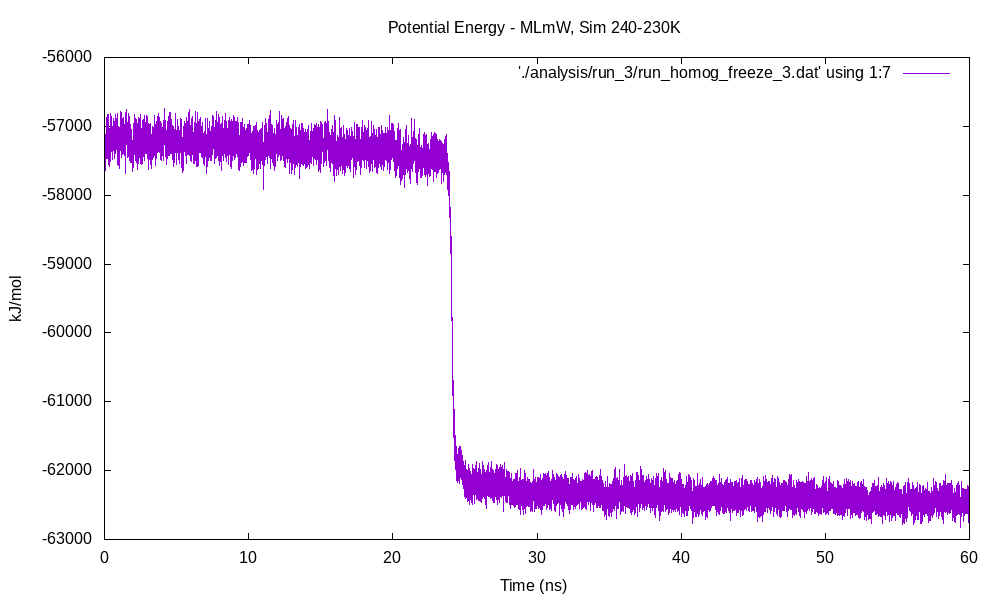 Potential Energy - MLmW, Sim 240-230K
'./analysis/run_3/run_homog_freeze_3.dat' using 1:7
-56000
-57000
-58000
-59000
-60000
-61000
-62000
-63000
kJ/mol
0 10 20 30 40 50 60
Time (ns)